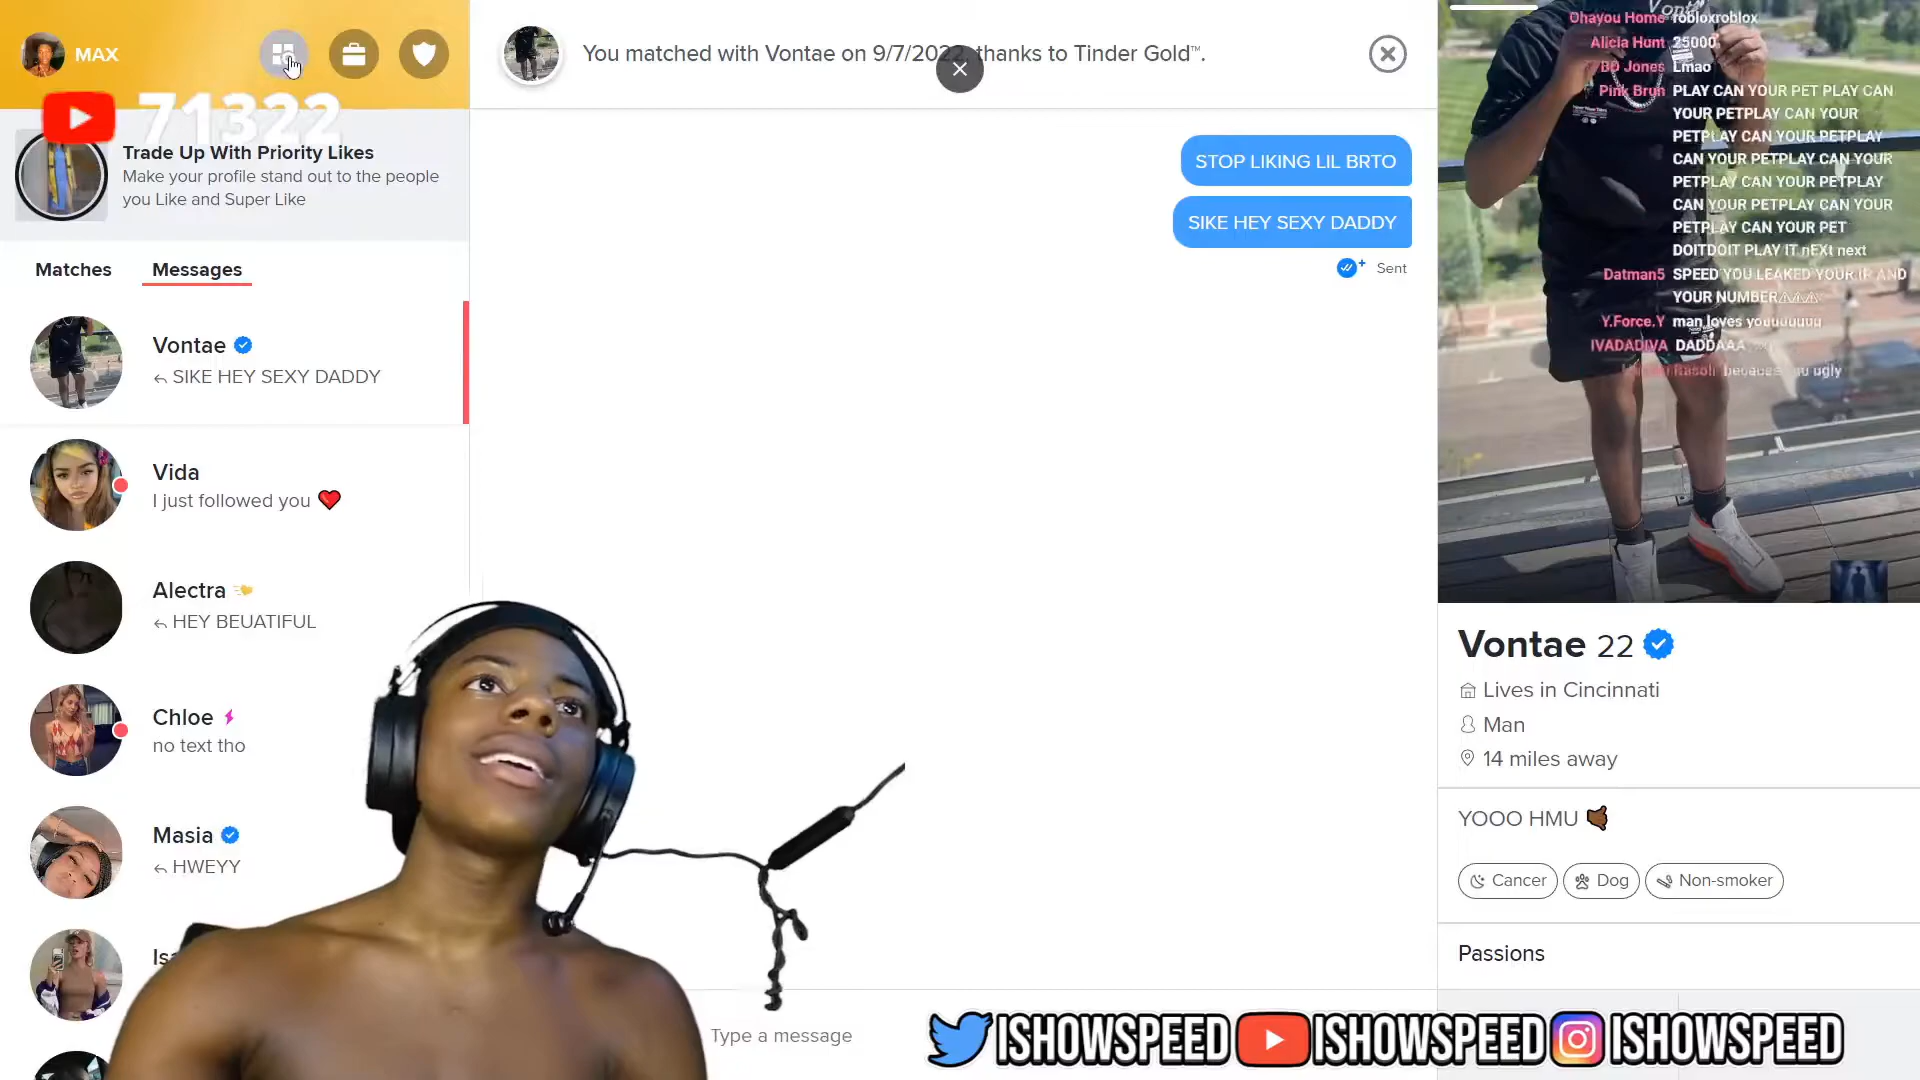 MAX
71322
Trade Up With Priority Likes
Make your profile stand out to the people
you Like and Super Like
Matches
Messages
Vontae
SIKE HEY SEXY DADDY
Vida
I just followed you ❤️
Alectra
HEY BEUATIFUL
Chloe
no text tho
Masia
HWEYY
You matched with Vontae on 9/7/2022, thanks to Tinder Gold™.
STOP LIKING LIL BRTO
SIKE HEY SEXY DADDY
Sent
Type a message
Ohayou Home robloxroblox
Alicia Hunt 25000
BD Jones Lmao
Pink Bruh PLAY CAN YOUR PET PLAY CAN
YOUR PETPLAY CAN YOUR
PETPLAY CAN YOUR PETPLAY
CAN YOUR PETPLAY CAN YOUR
PETPLAY CAN YOUR PETPLAY
CAN YOUR PETPLAY CAN YOUR
PETPLAY CAN YOUR PET
DOITDOIT PLAY IT nEXt next
Datman5 SPEED YOU LEAKED YOUR IP AND
YOUR NUMBER⚠⚠⚠
Y.Force.Y man loves youuuuuuu
IVADADIVA DADDAAA
because you ugly
Vontae 22
Lives in Cincinnati
Man
14 miles away
YOOO HMU 🤙🏾
Cancer
Dog
Non-smoker
Passions
ISHOWSPEED
ISHOWSPEED
ISHOWSPEED